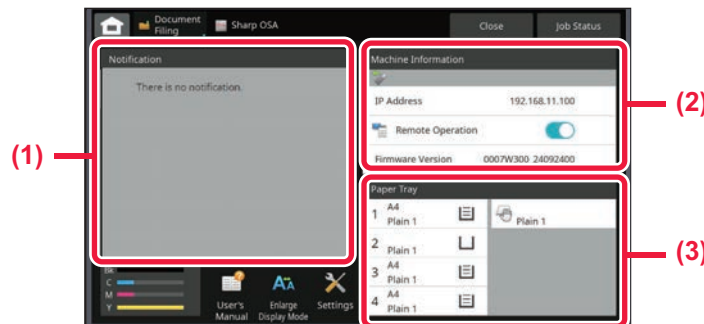 Document
Filing
Sharp OSA
Close
Job Status
Notification
There is no notification.
Machine Information
IP Address 192.168.11.100
Remote Operation
Firmware Version 0007W300 24092400
Paper Tray
1 A4
Plain 1
2 Plain 1
3 A4
Plain 1
4 A4
Plain 1
Plain 1
Bk
C
M
Y
User's
Manual
Enlarge
Display Mode
Settings
(1)
(2)
(3)